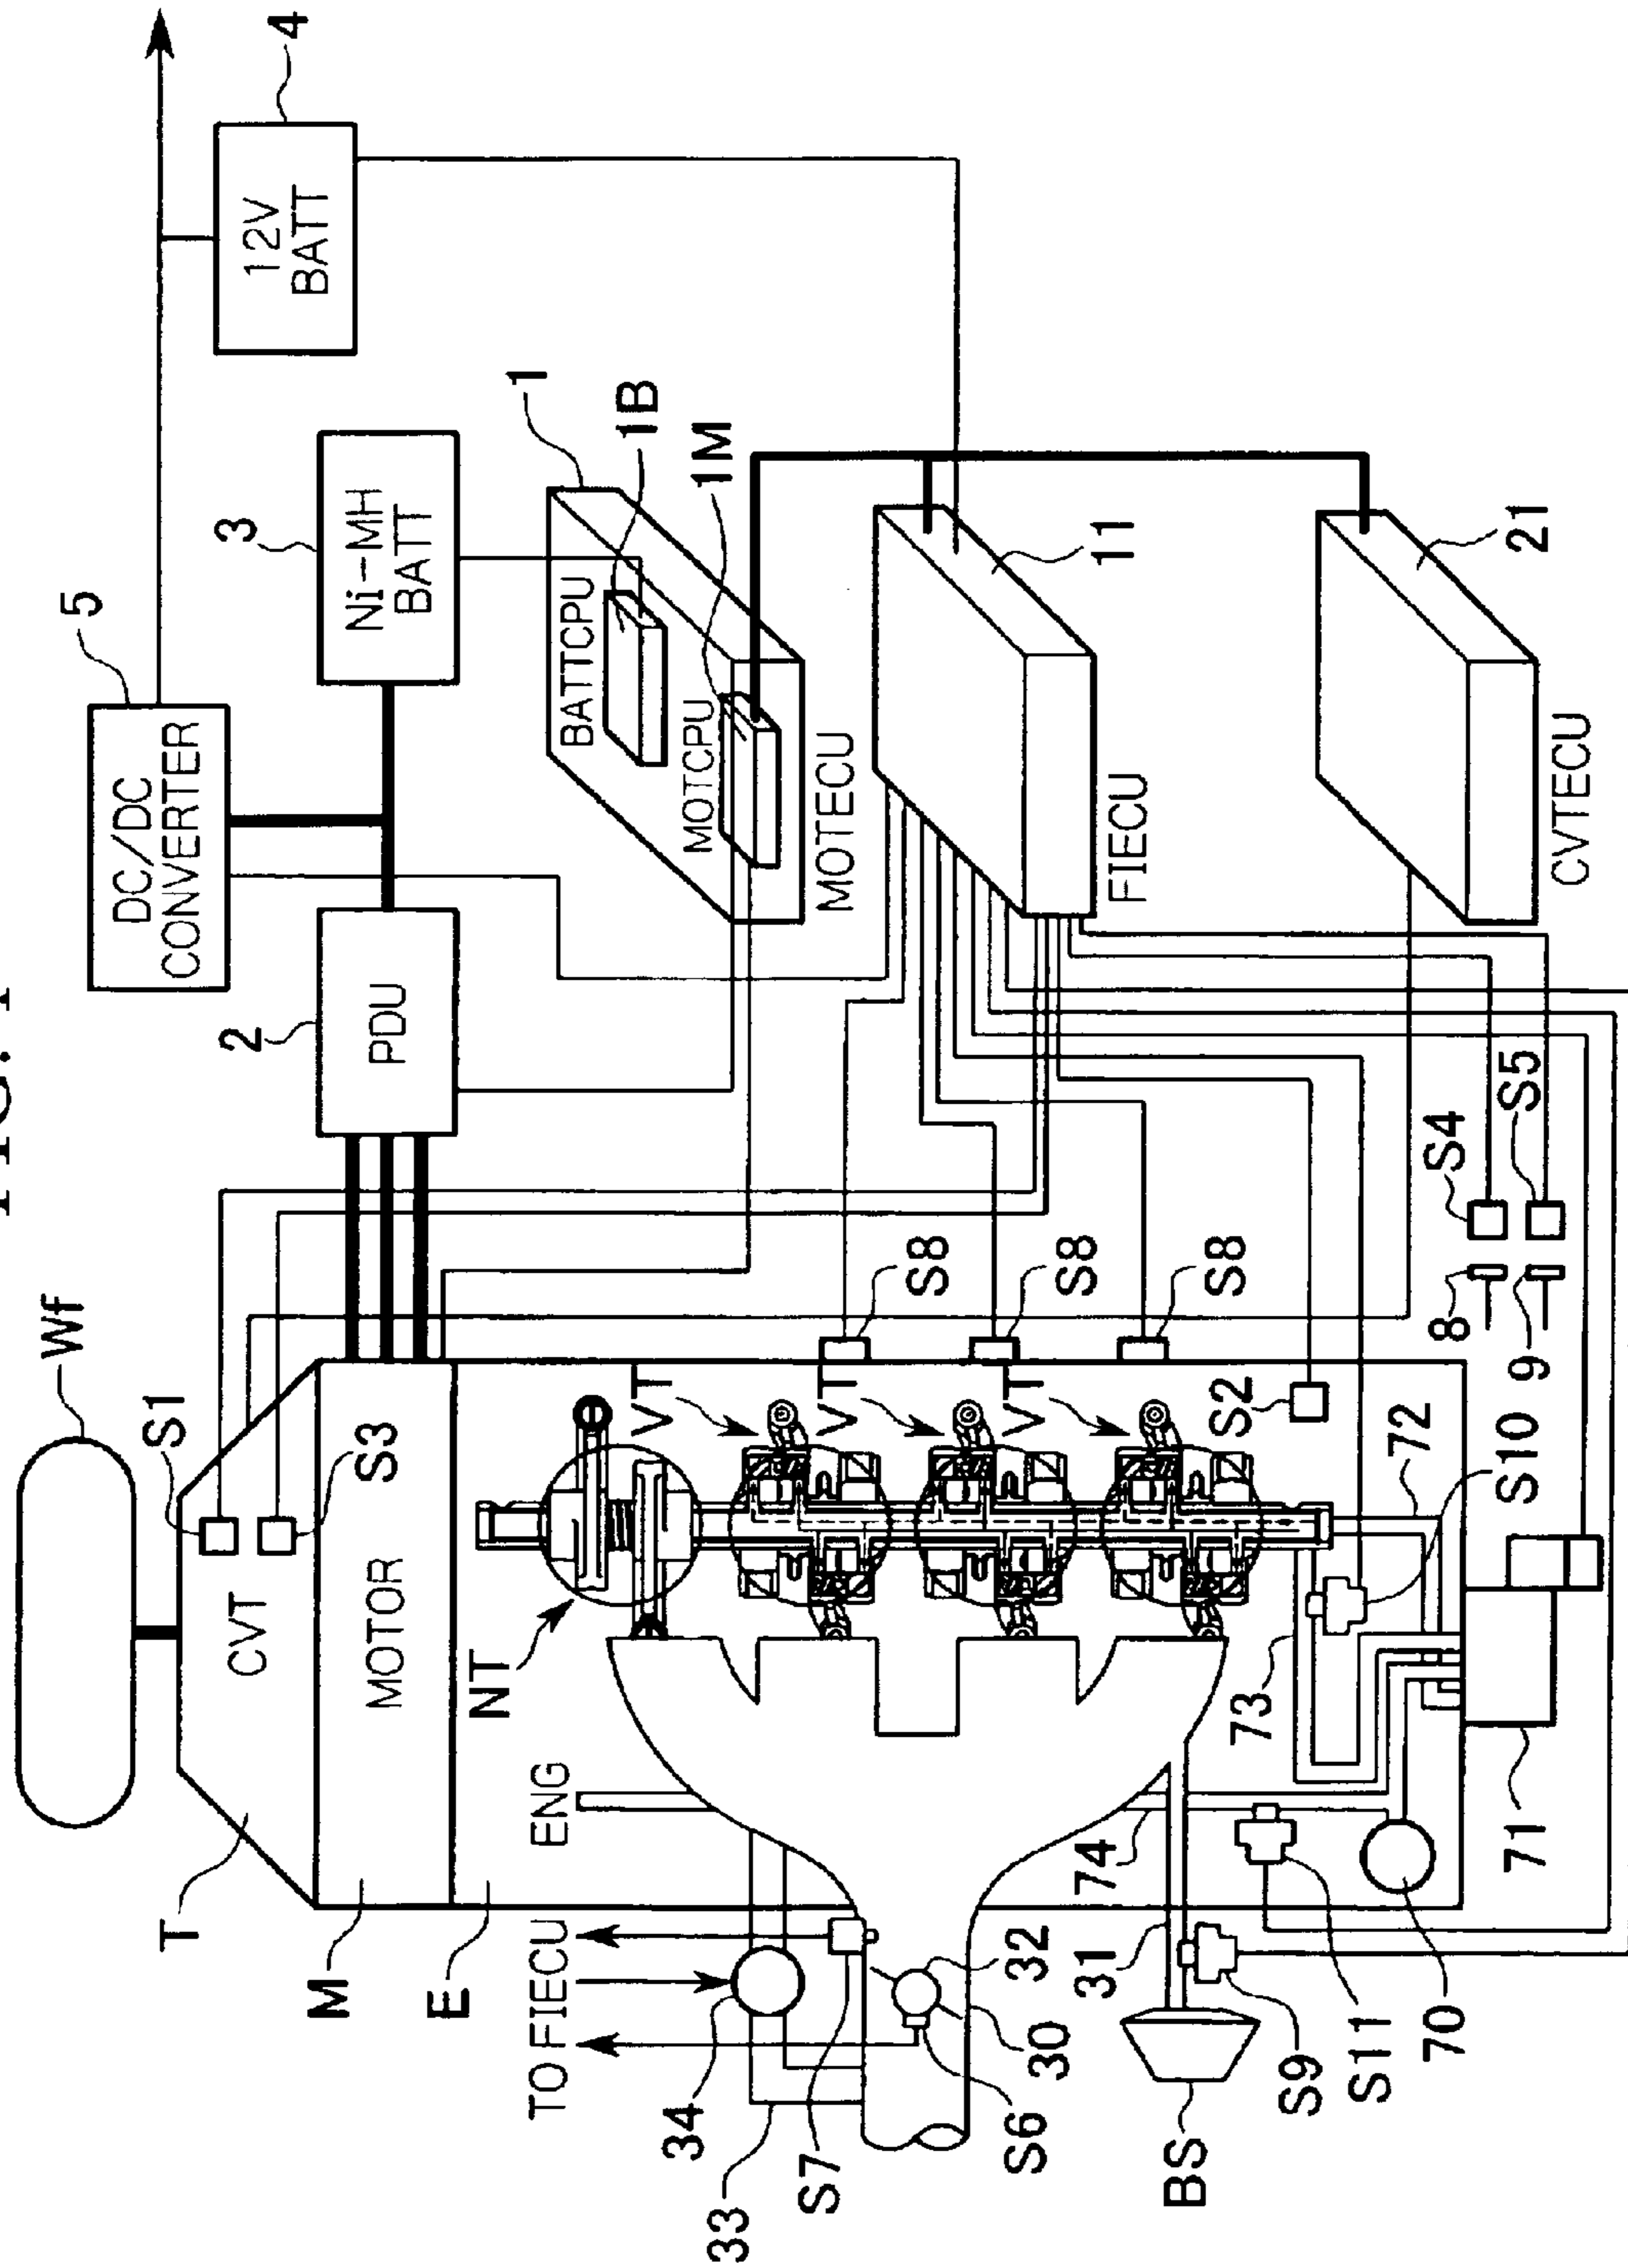 FIG. 1
Wf
S1
T
CVT
S3
M
MOTOR
E
ENG
TO FIECU
NT
VT
VT
VT
S8
S8
S8
S2
2
PDU
5
DC/DC
CONVERTER
3
Ni-MH
BATT
4
12V
BATT
1
1B
1M
BATTCPU
MOTCPU
MOTECU
11
FIECU
21
CVTECU
S4
S5
8
9
S10
72
73
74
71
70
S11
S9
BS
31
32
30
S6
S7
34
33